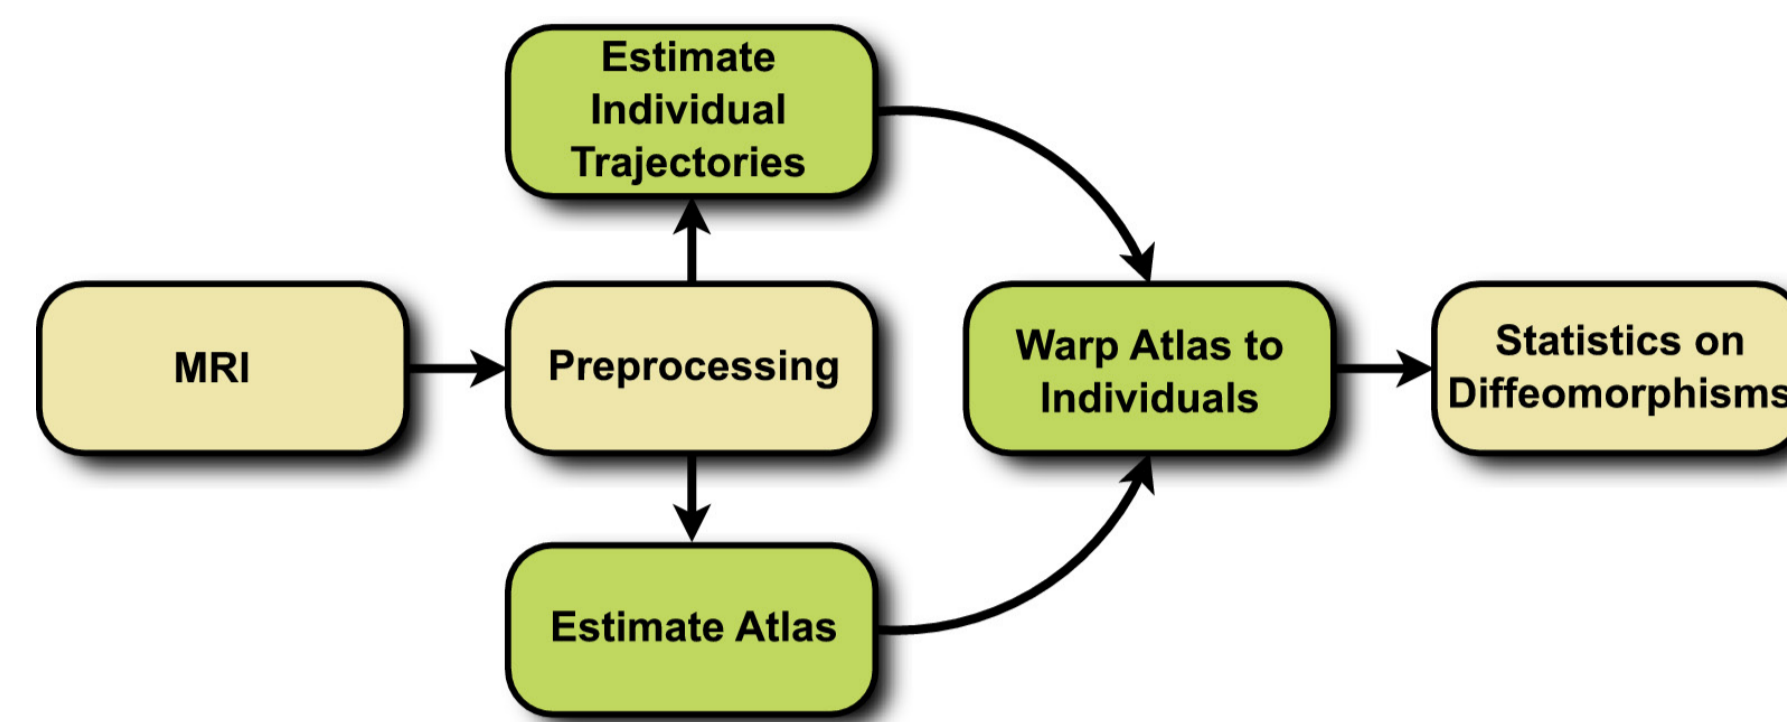 Estimate
Individual
Trajectories
MRI
Preprocessing
Warp Atlas to
Individuals
Statistics on
Diffeomorphisms
Estimate Atlas